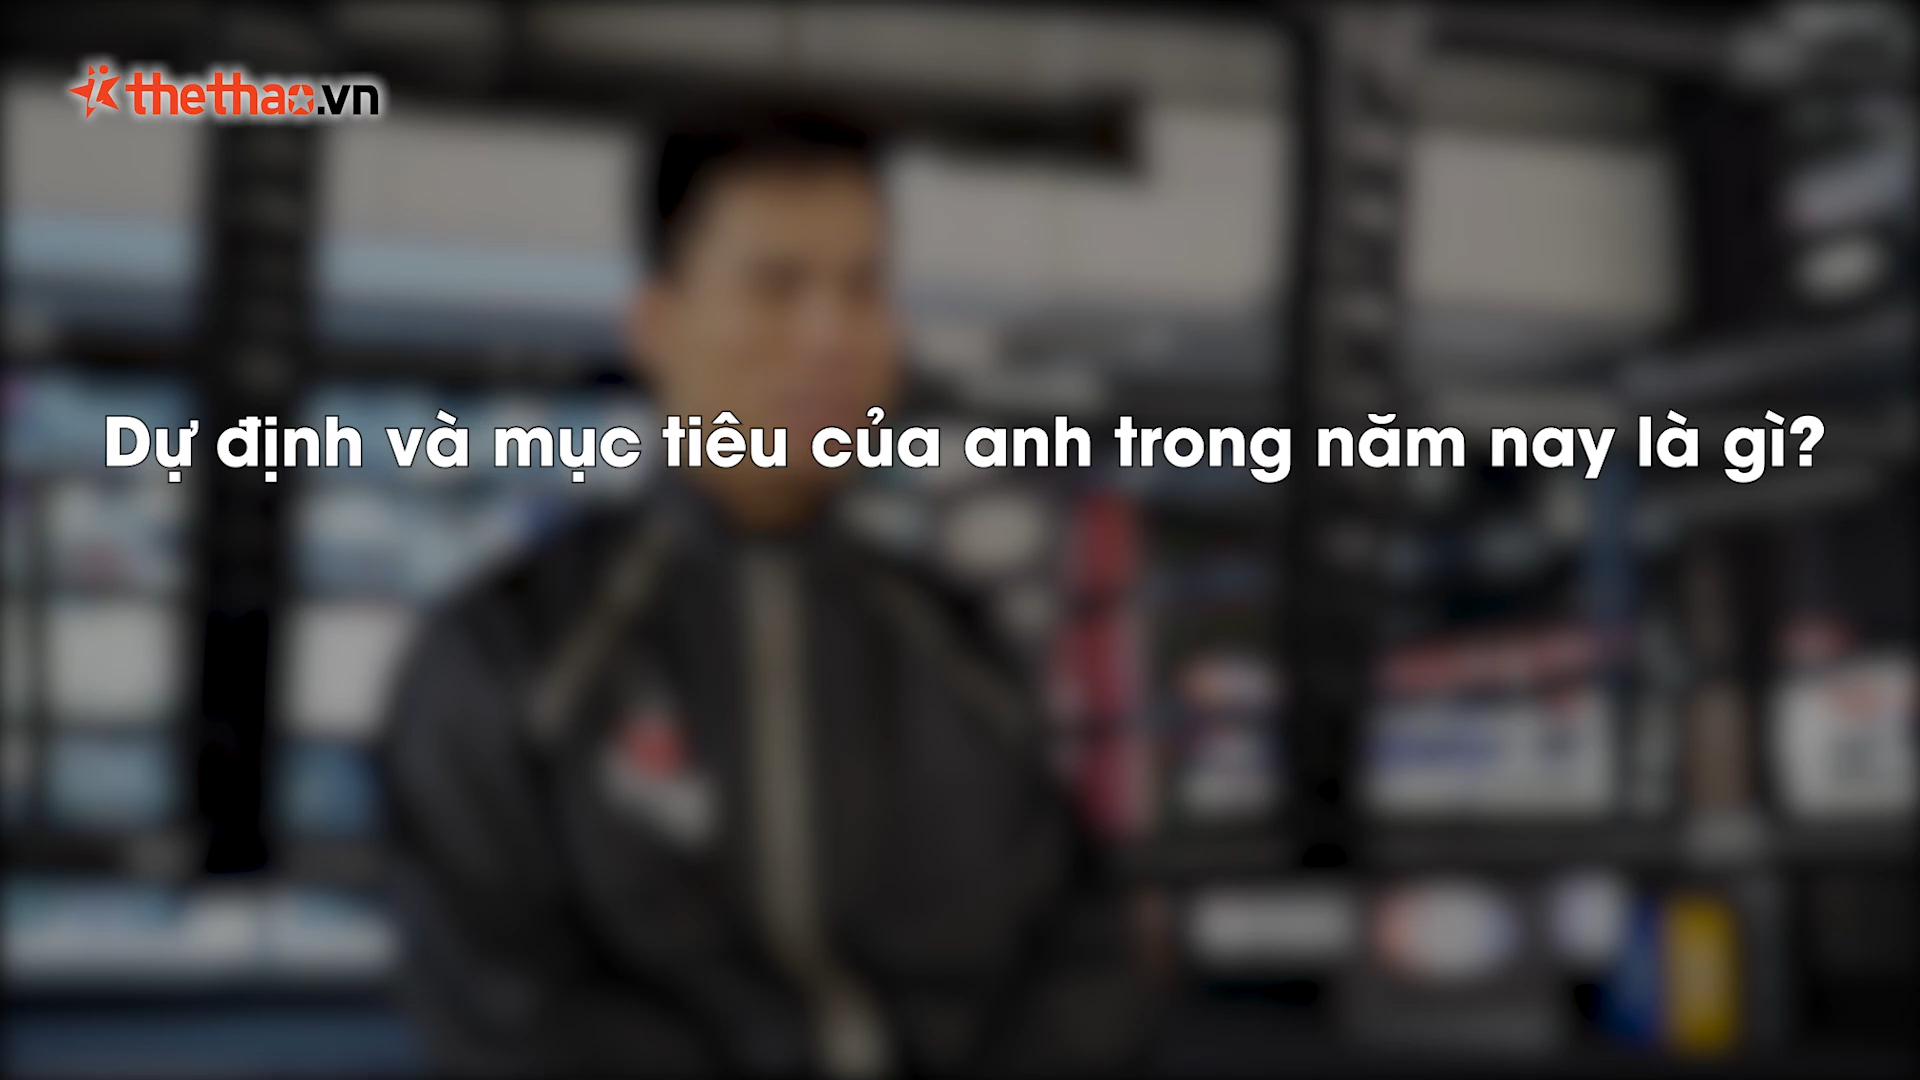 thethao.vn
Dự định và mục tiêu của anh trong năm nay là gì?